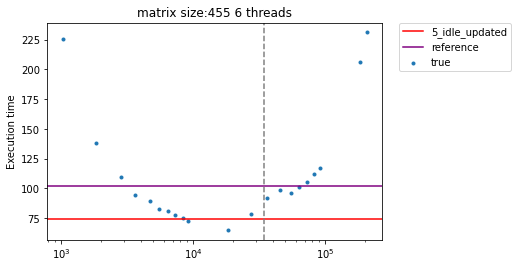 matrix size:455 6 threads
5_idle_updated
reference
true
Execution time
225
200
175
150
125
100
75
10³
10⁴
10⁵